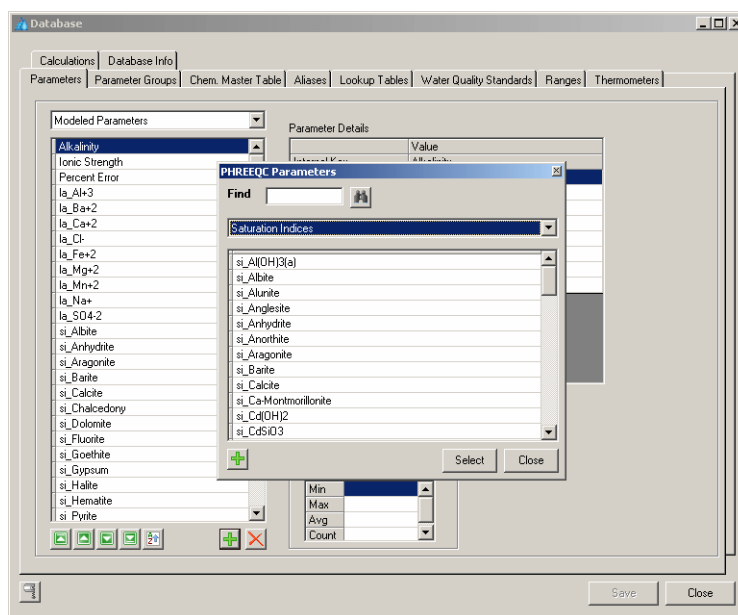 Database
Calculations Database Info
Parameters Parameter Groups Chem. Master Table Aliases Lookup Tables Water Quality Standards Ranges Thermometers
Modeled Parameters
Parameter Details
Value
Alkalinity
Ionic Strength
Percent Error
la_Al+3
la_Ba+2
la_Ca+2
la_Cl-
la_Fe+2
la_Mg+2
la_Mn+2
la_Na+
la_SO4-2
si_Albite
si_Anhydrite
si_Aragonite
si_Barite
si_Calcite
si_Chalcedony
si_Dolomite
si_Fluorite
si_Goethite
si_Gypsum
si_Halite
si_Hematite
si_Pyrite
PHREEQC Parameters
Find
Saturation Indices
si_Al(OH)3(a)
si_Albite
si_Alunite
si_Anglesite
si_Anhydrite
si_Anorthite
si_Aragonite
si_Barite
si_Calcite
si_Ca-Montmorillonite
si_Cd(OH)2
si_CdSiO3
Select Close
Min
Max
Avg
Count
Save Close